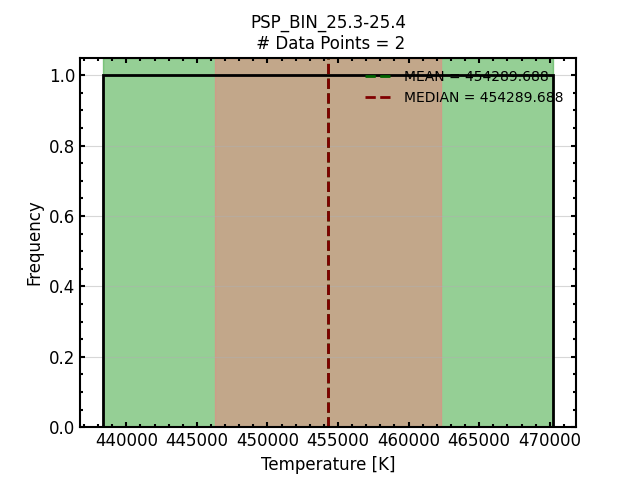 PSP_BIN_25.3-25.4
# Data Points = 2
MEAN = 454289.688
MEDIAN = 454289.688
Frequency
1.0
0.8
0.6
0.4
0.2
0.0
440000 445000 450000 455000 460000 465000 470000
Temperature [K]